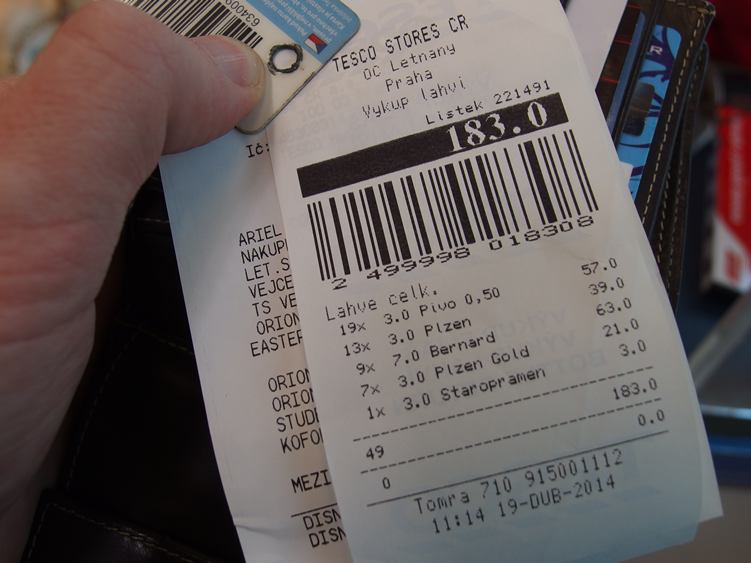 634000
TESCO STORES CR
OC Letnany
Praha
Vykup lahvi
Listek 221491
183.0
2 499998 018308
Lahve celk.
19x 3.0 Pivo 0,50 57.0
13x 3.0 Plzen 39.0
9x 7.0 Bernard 63.0
7x 3.0 Plzen Gold 21.0
1x 3.0 Staropramen 3.0
49 183.0
0 0.0
Tomra 710 915001112
11:14 19-DUB-2014
Ič:
ARIEL
NAKUP
LET.S
VEJCE
TS VE
ORION
EASTER
ORION
ORION
STUD
KOFO
MEZI
DISN
DISN